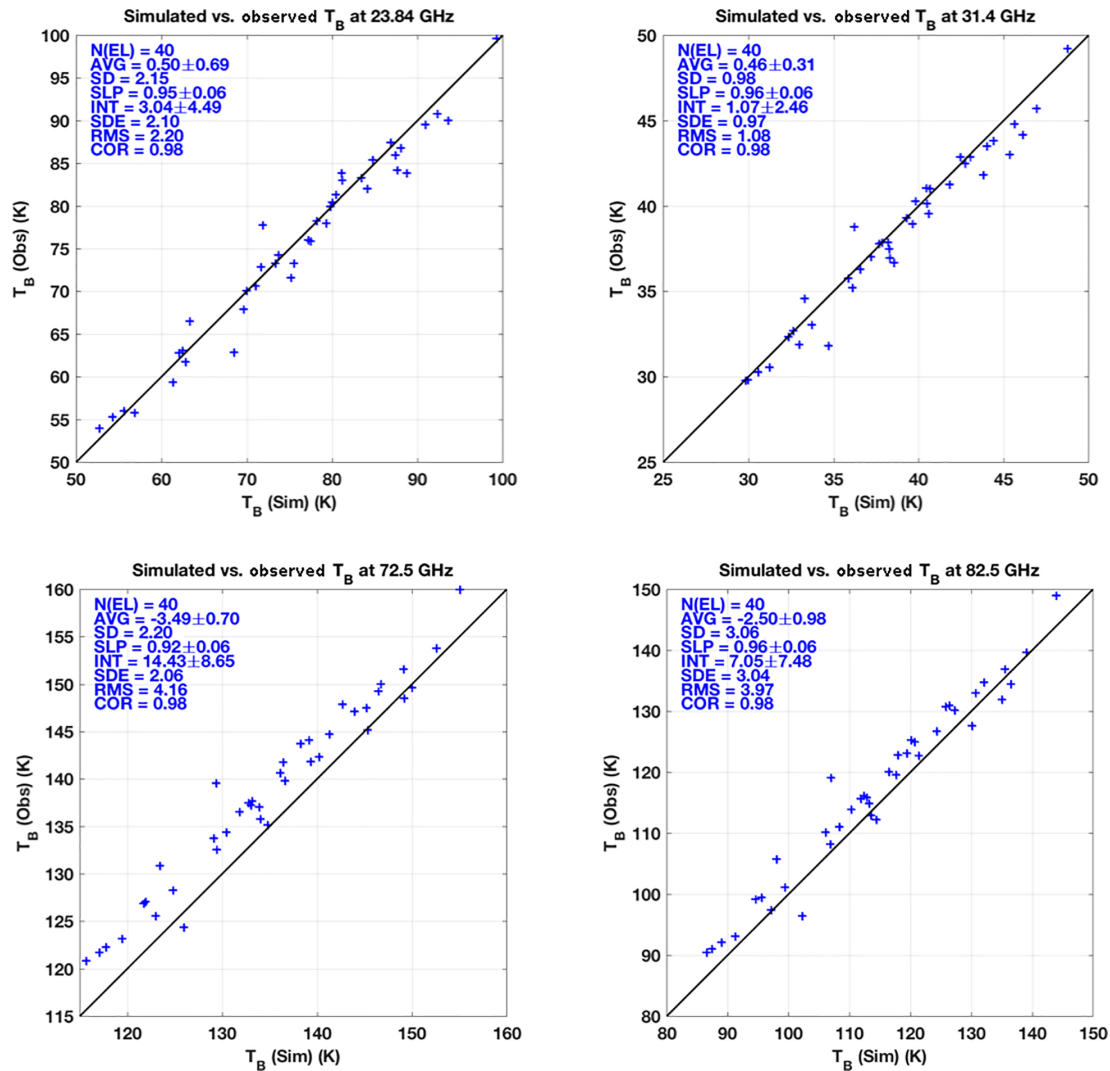 Simulated vs. observed T_B at 23.84 GHz
N(EL) = 40
AVG = 0.50±0.69
SD = 2.15
SLP = 0.95±0.06
INT = 3.04±4.49
SDE = 2.10
RMS = 2.20
COR = 0.98
100
95
90
85
80
75
70
65
60
55
50
T_B (Obs) (K)
50
60
70
80
90
100
T_B (Sim) (K)
Simulated vs. observed T_B at 31.4 GHz
N(EL) = 40
AVG = 0.46±0.31
SD = 0.98
SLP = 0.96±0.06
INT = 1.07±2.46
SDE = 0.97
RMS = 1.08
COR = 0.98
50
45
40
35
30
25
T_B (Obs) (K)
25
30
35
40
45
50
T_B (Sim) (K)
Simulated vs. observed T_B at 72.5 GHz
N(EL) = 40
AVG = -3.49±0.70
SD = 2.20
SLP = 0.92±0.06
INT = 14.43±8.65
SDE = 2.06
RMS = 4.16
COR = 0.98
160
155
150
145
140
135
130
125
120
115
T_B (Obs) (K)
120
130
140
150
160
T_B (Sim) (K)
Simulated vs. observed T_B at 82.5 GHz
N(EL) = 40
AVG = -2.50±0.98
SD = 3.06
SLP = 0.96±0.06
INT = 7.05±7.48
SDE = 3.04
RMS = 3.97
COR = 0.98
150
140
130
120
110
100
90
80
T_B (Obs) (K)
80
90
100
110
120
130
140
150
T_B (Sim) (K)